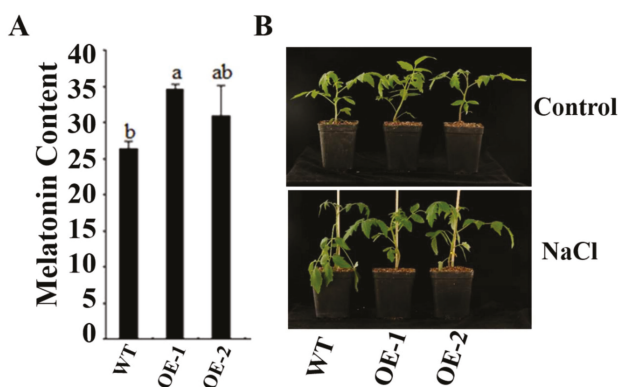 A
Melatonin Content
40
35
30
25
20
15
10
5
0
b
a
ab
WT
OE-1
OE-2
B
Control
NaCl
WT
OE-1
OE-2